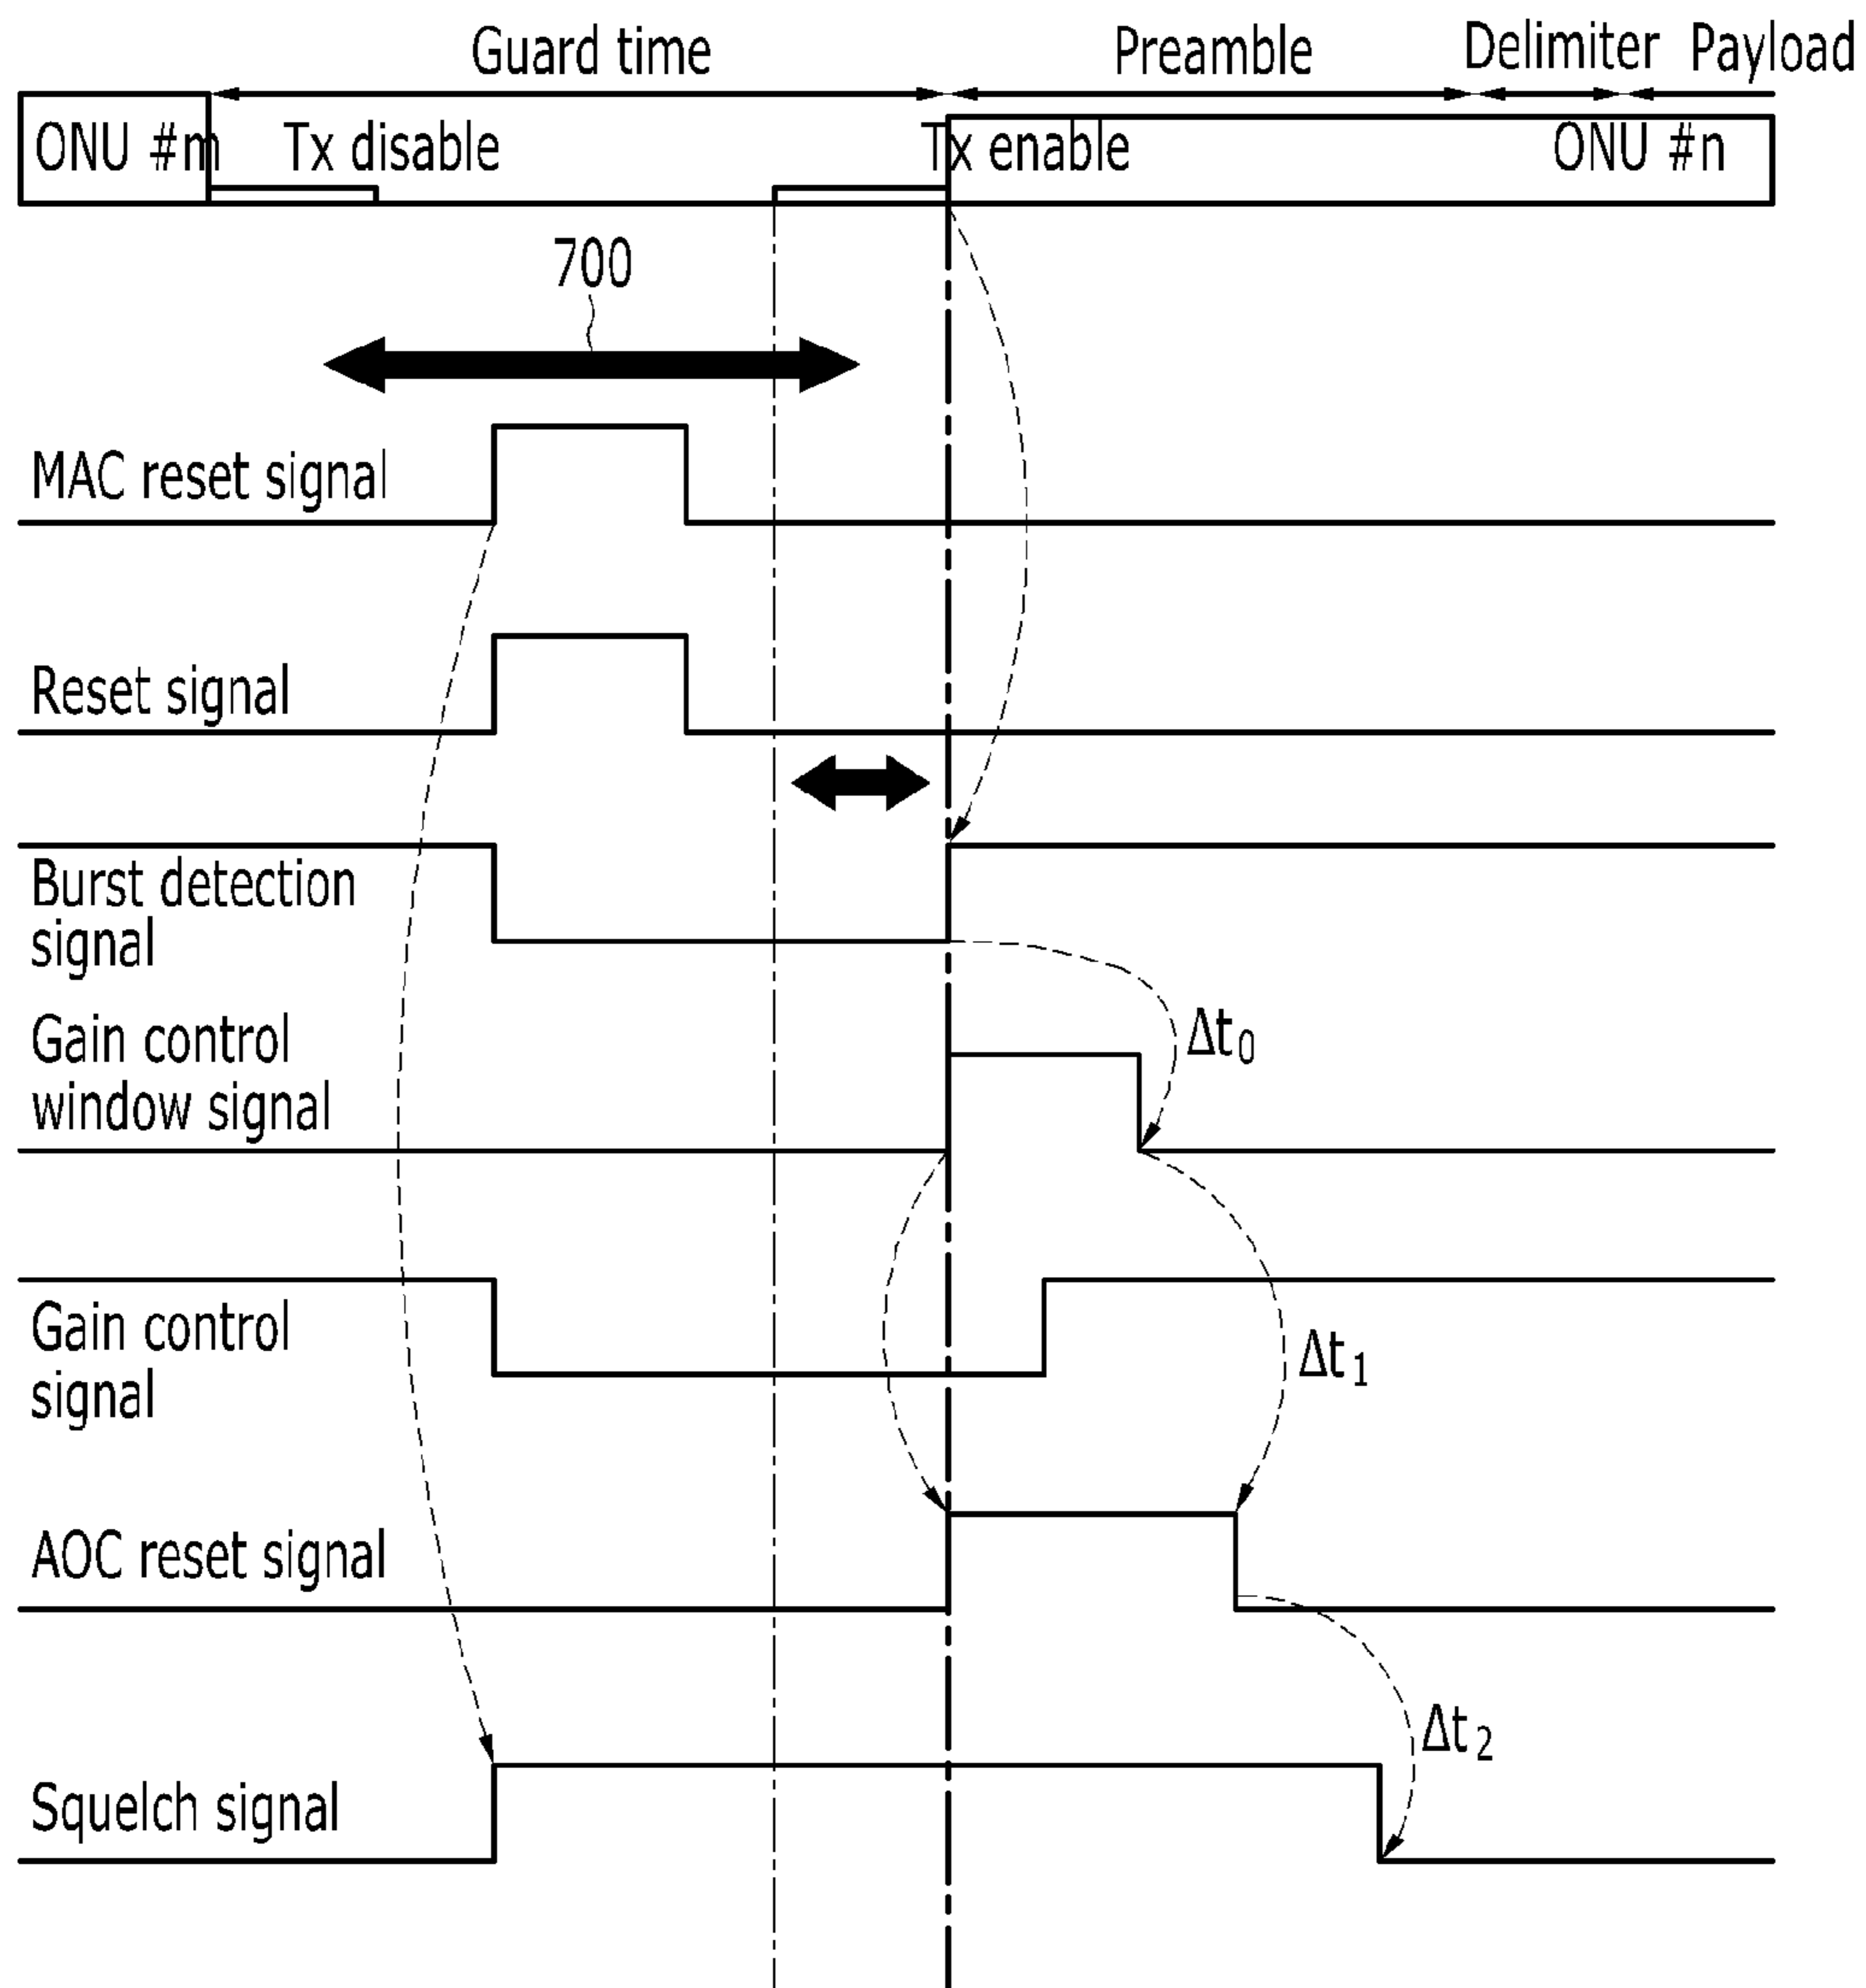 Guard time Preamble Delimiter Payload
ONU #m Tx disable Tx enable ONU #n
700
MAC reset signal
Reset signal
Burst detection
signal
Δt0
Gain control
window signal
Gain control
signal
Δt1
AOC reset signal
Δt2
Squelch signal